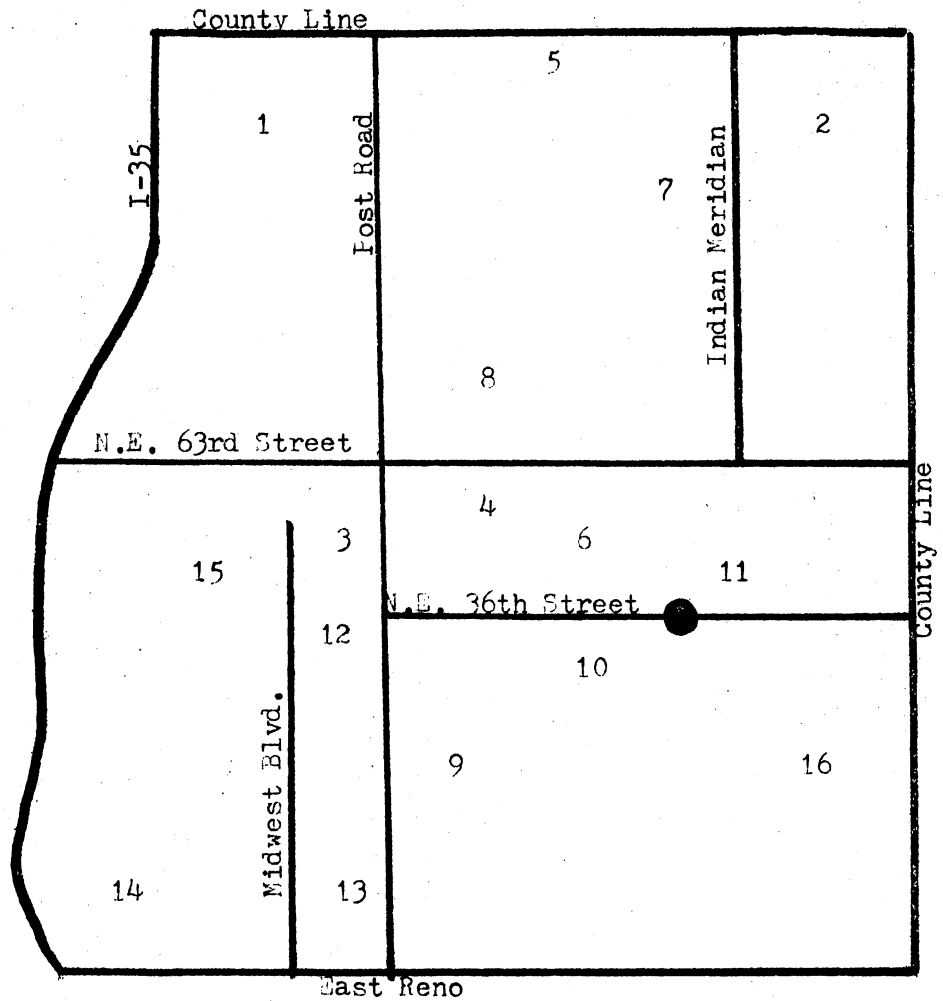 County Line
5
1
2
I-35
Post Road
Indian Meridian
7
8
N.E. 63rd Street
County Line
4
3
6
15
11
N.E. 36th Street
12
10
Midwest Blvd.
9
16
14
13
East Reno